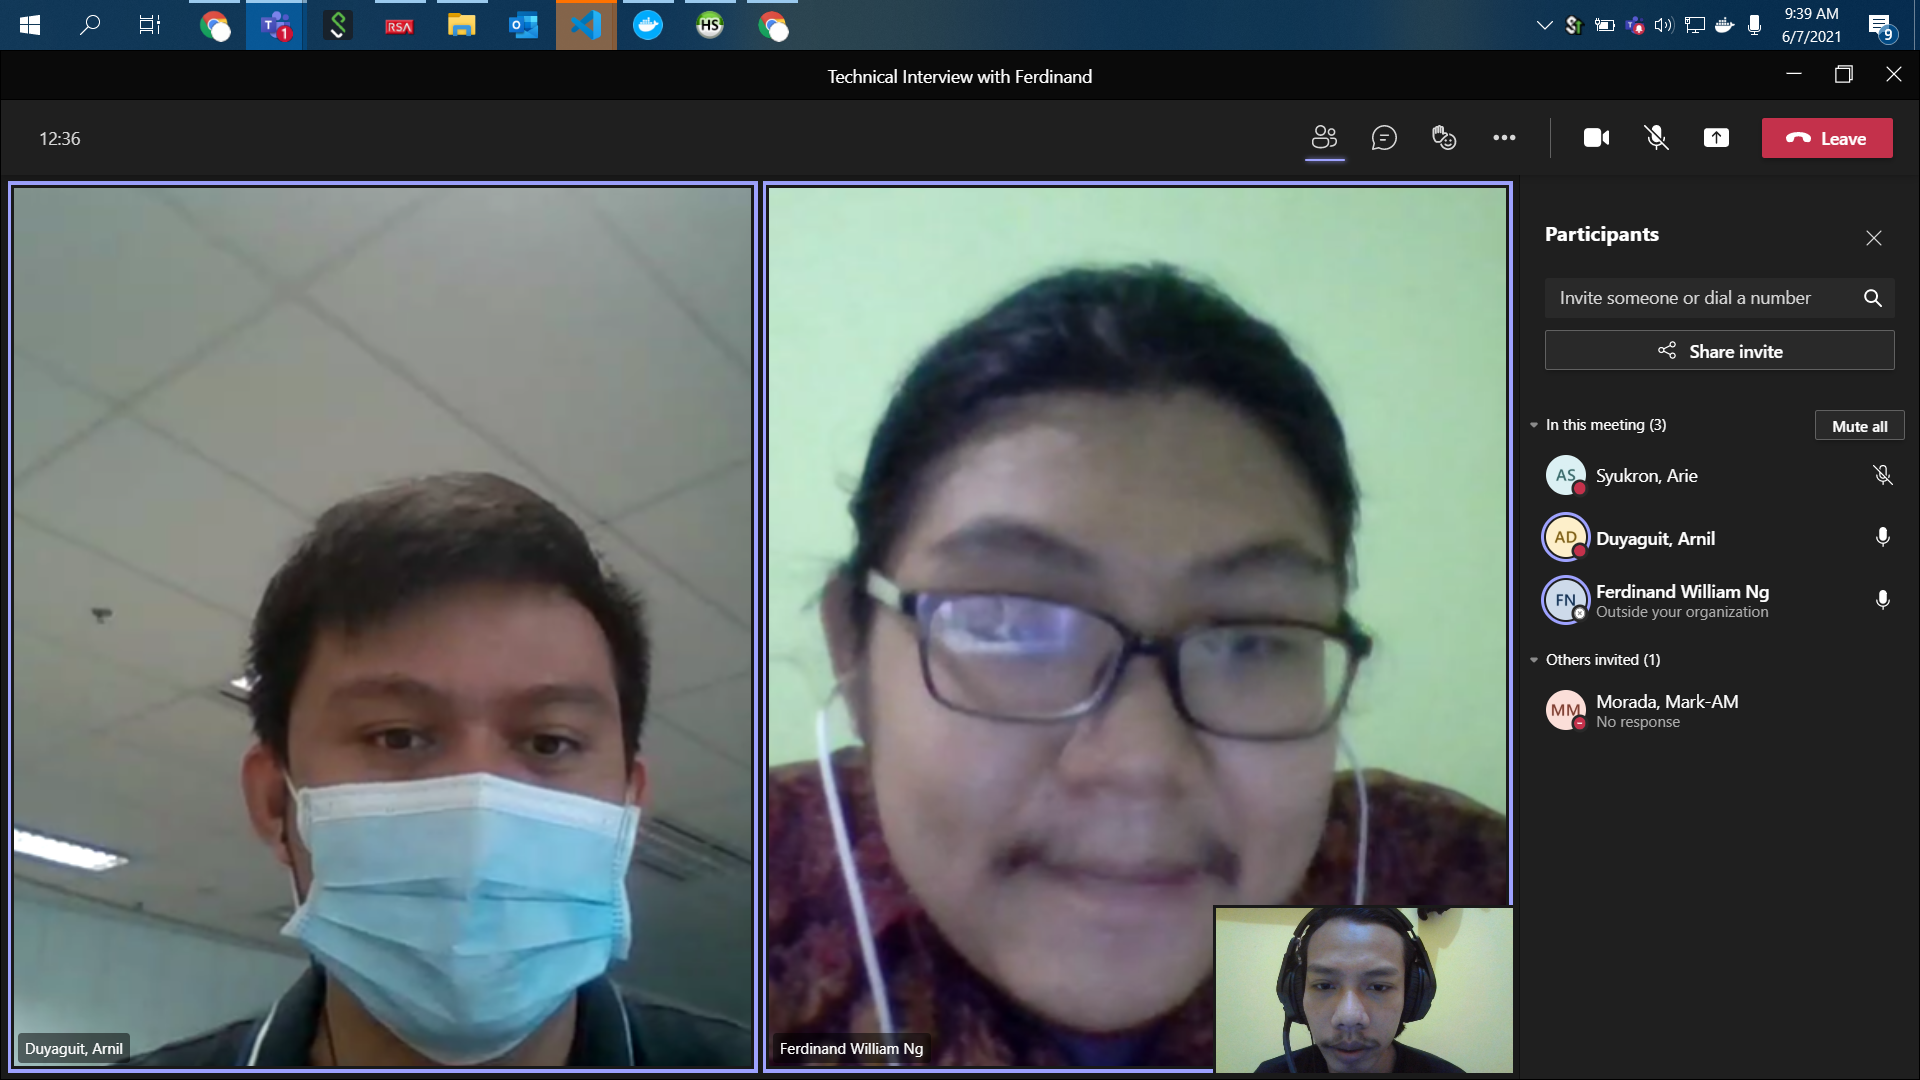 1
RSA
HS
9:39 AM
6/7/2021
9
Technical Interview with Ferdinand
12:36
Leave
Participants
Invite someone or dial a number
Share invite
In this meeting (3)
Mute all
AS
Syukron, Arie
AD
Duyaguit, Arnil
FN
Ferdinand William Ng
Outside your organization
Others invited (1)
MM
Morada, Mark-AM
No response
Duyaguit, Arnil
Ferdinand William Ng